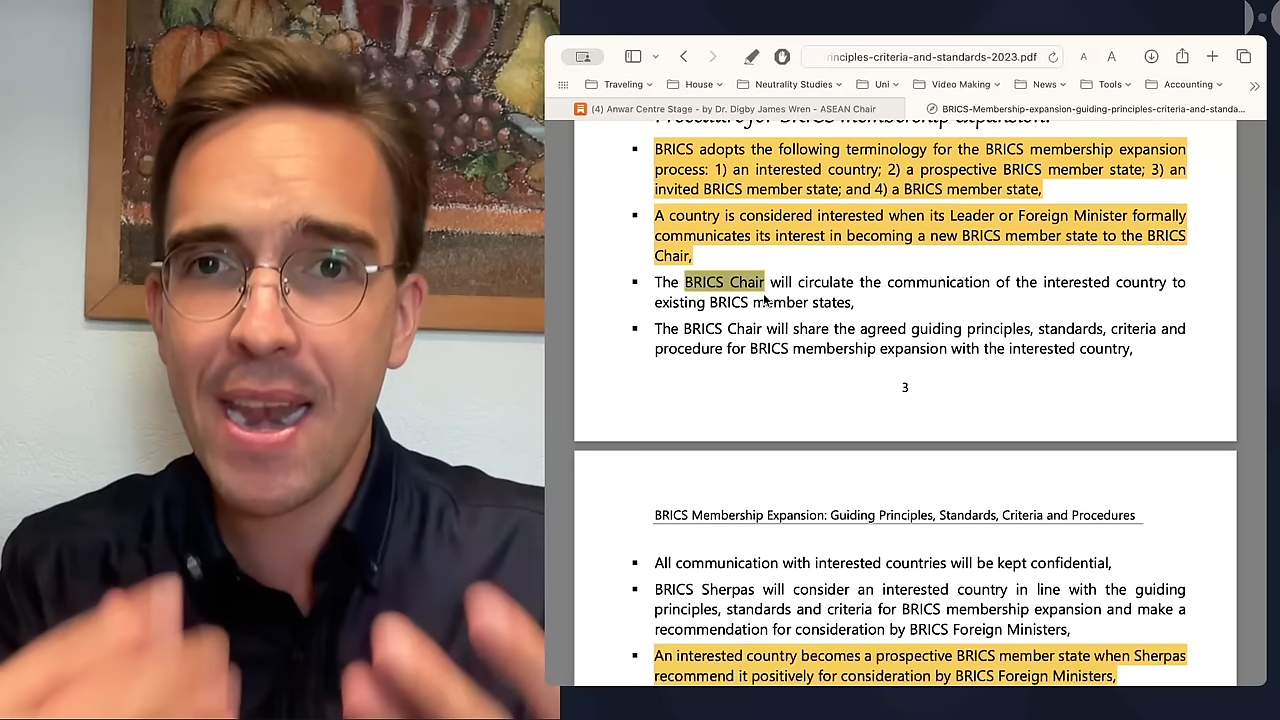 rinciples-criteria-and-standards-2023.pdf
A A
Traveling House Neutrality Studies Uni Video Making News Tools Accounting
(4) Anwar Centre Stage - by Dr. Digby James Wren - ASEAN Chair
BRICS-Membership-expansion-guiding-principles-criteria-and-standa...
Procedure for BRICS membership expansion:
▪ BRICS adopts the following terminology for the BRICS membership expansion
process: 1) an interested country; 2) a prospective BRICS member state; 3) an
invited BRICS member state; and 4) a BRICS member state,
▪ A country is considered interested when its Leader or Foreign Minister formally
communicates its interest in becoming a new BRICS member state to the BRICS
Chair,
▪ The BRICS Chair will circulate the communication of the interested country to
existing BRICS member states,
▪ The BRICS Chair will share the agreed guiding principles, standards, criteria and
procedure for BRICS membership expansion with the interested country,
3
BRICS Membership Expansion: Guiding Principles, Standards, Criteria and Procedures
▪ All communication with interested countries will be kept confidential,
▪ BRICS Sherpas will consider an interested country in line with the guiding
principles, standards and criteria for BRICS membership expansion and make a
recommendation for consideration by BRICS Foreign Ministers,
▪ An interested country becomes a prospective BRICS member state when Sherpas
recommend it positively for consideration by BRICS Foreign Ministers,